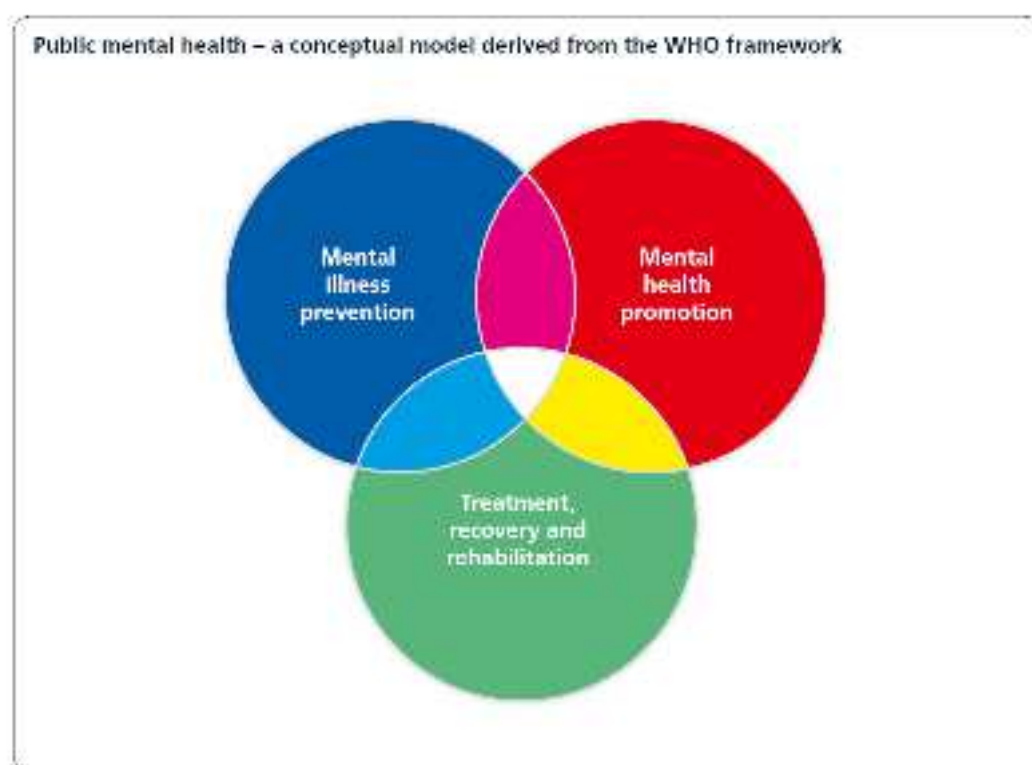 Public mental health – a conceptual model derived from the WHO framework
Mental
illness
prevention
Mental
health
promotion
Treatment,
recovery and
rehabilitation